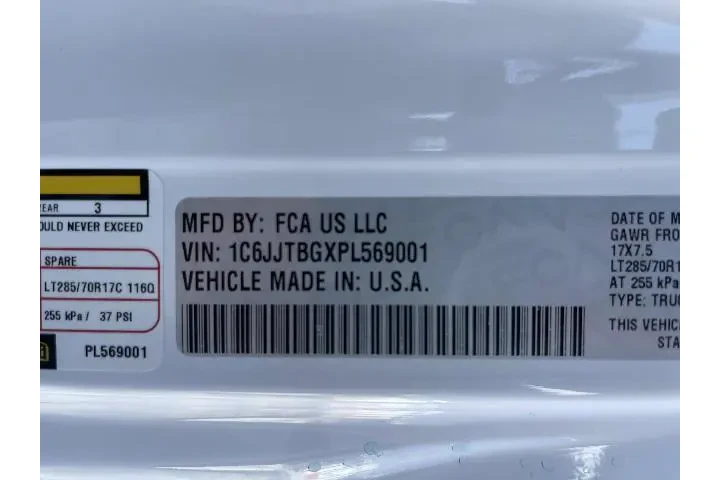 EAR 3
OULD NEVER EXCEED
SPARE
LT285/70R17C 116Q
255 kPa / 37 PSI
PL569001
MFD BY: FCA US LLC
VIN: 1C6JJTBGXPL569001
VEHICLE MADE IN: U.S.A.
DATE OF M
GAWR FRO
17X7.5
LT285/70R1
AT 255 kPa
TYPE: TRUC
THIS VEHIC
STA